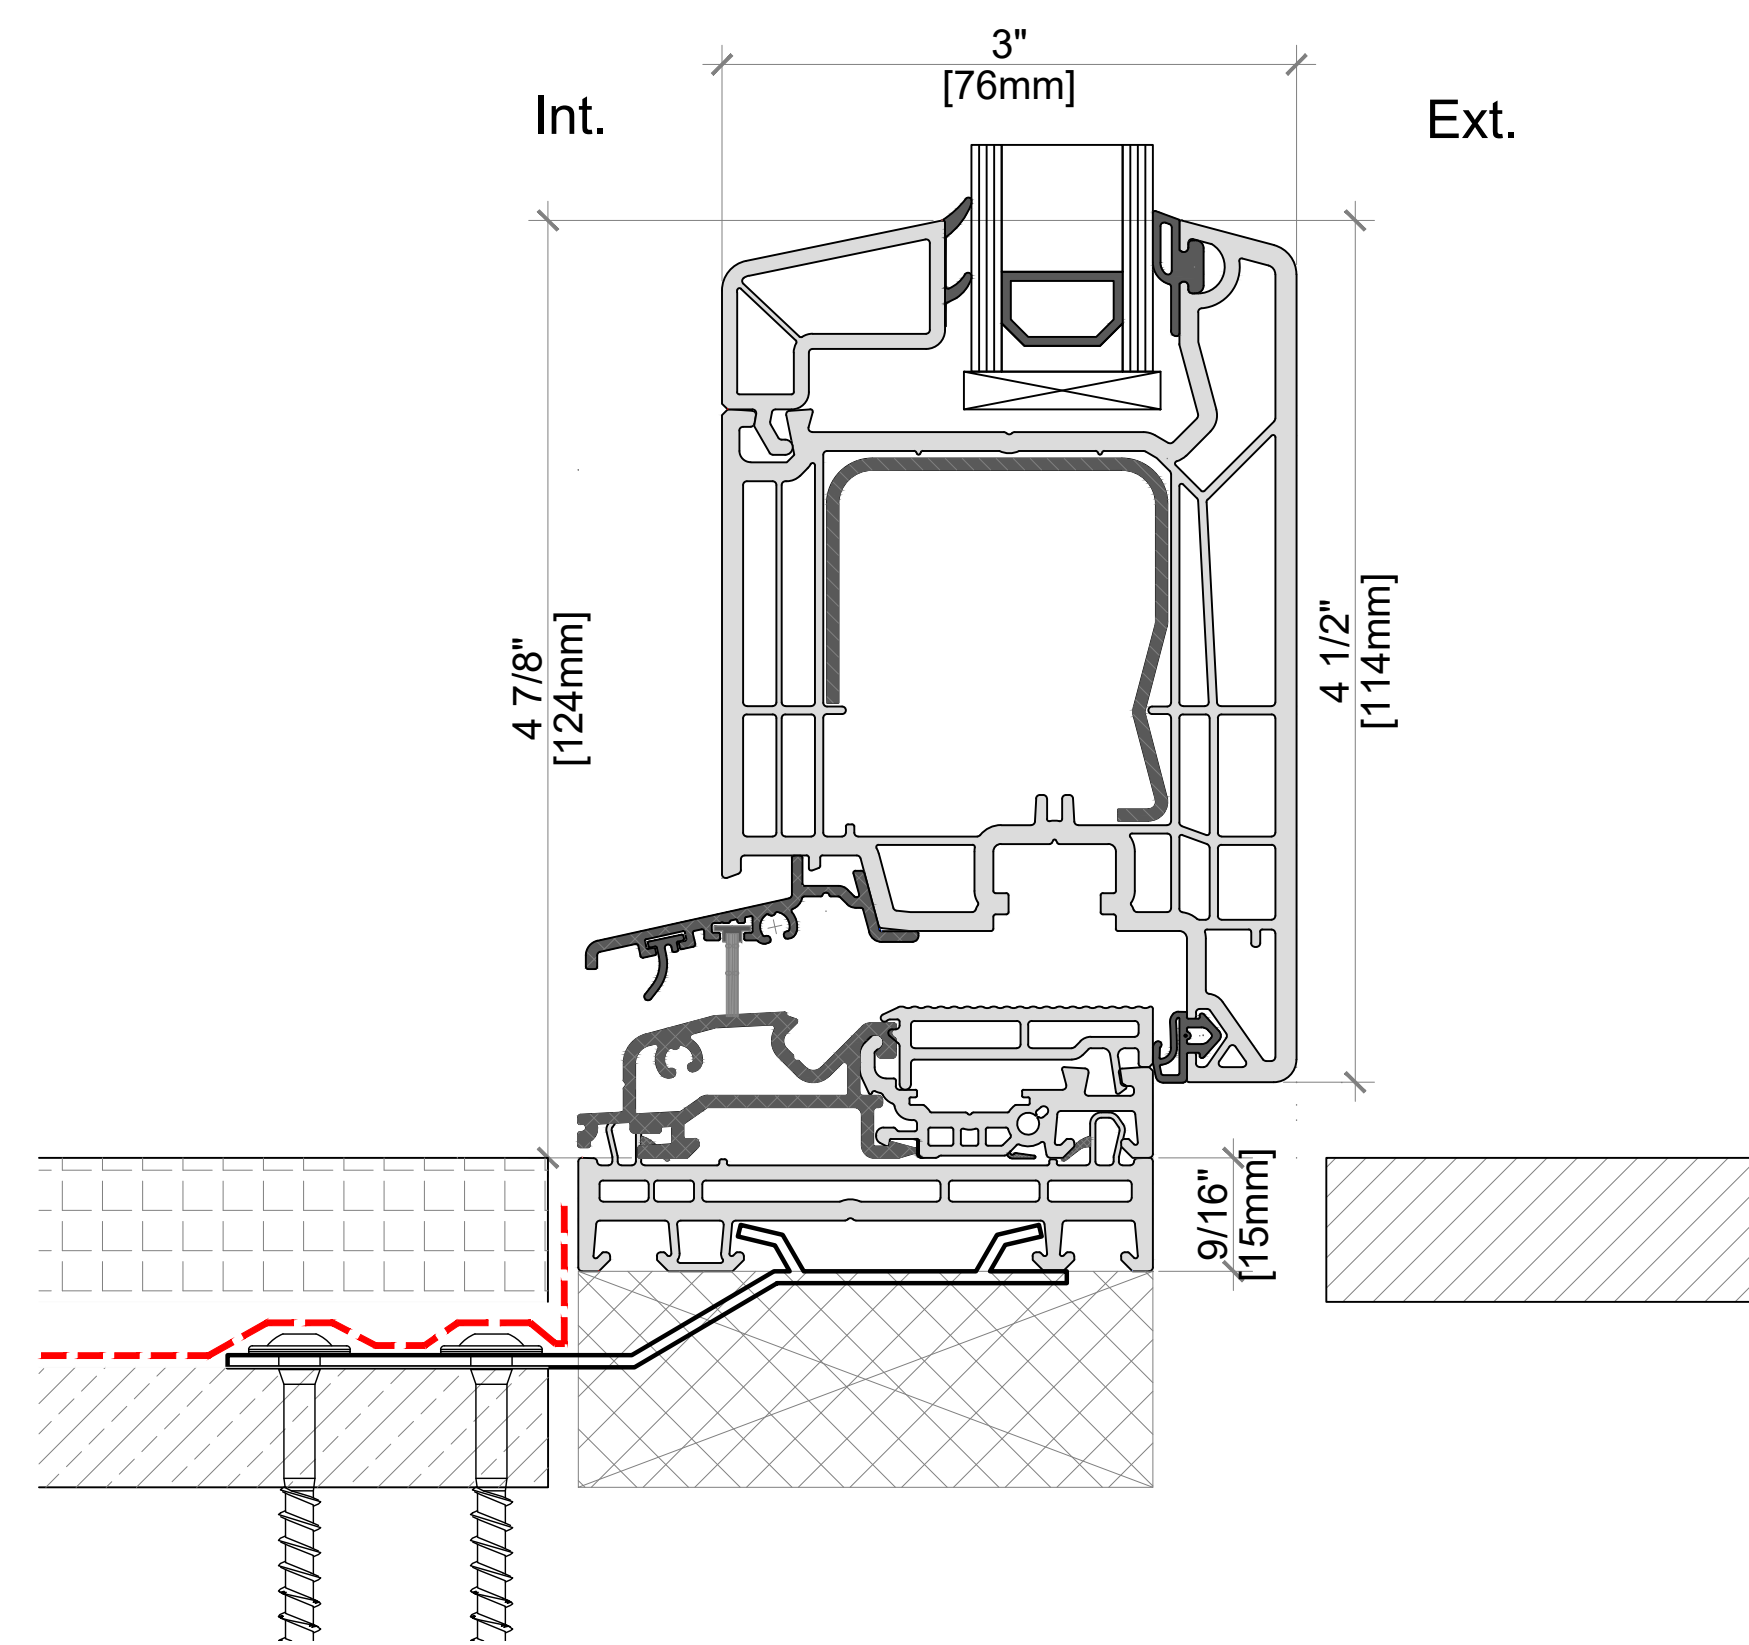 3"
[76mm]
Int.
Ext.
4 7/8"
[124mm]
4 1/2"
[114mm]
9/16"
[15mm]